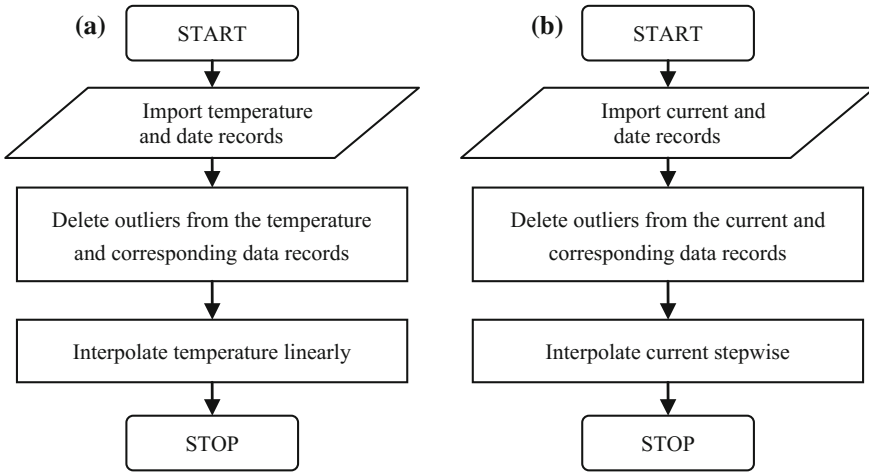 (a)
START
Import temperature
and date records
Delete outliers from the temperature
and corresponding data records
Interpolate temperature linearly
STOP
(b)
START
Import current and
date records
Delete outliers from the current and
corresponding data records
Interpolate current stepwise
STOP